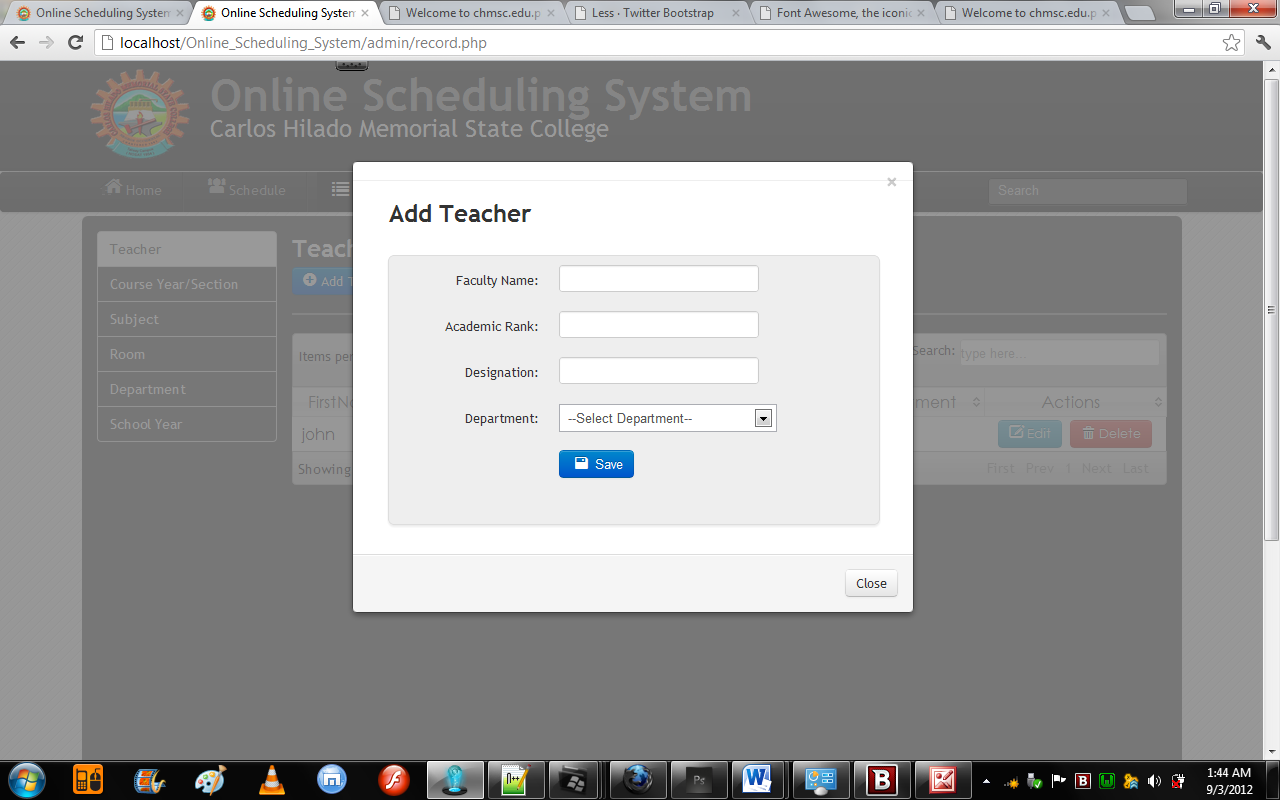 Online Scheduling System
Online Scheduling System
Welcome to chmsc.edu.p
Less · Twitter Bootstrap
Font Awesome, the iconic
Welcome to chmsc.edu.p
localhost/Online_Scheduling_System/admin/record.php
Online Scheduling System
Carlos Hilado Memorial State College
Home
Schedule
Search
×
Add Teacher
Faculty Name:
Academic Rank:
Designation:
Department:
--Select Department--
Save
Close
Teacher
Course Year/Section
Subject
Room
Department
School Year
Teach
Add T
Items per
Search:
type here...
FirstNa
ment
Actions
john
Edit
Delete
Showing
First Prev 1 Next Last
Ps
W
B
B
1:44 AM
9/3/2012